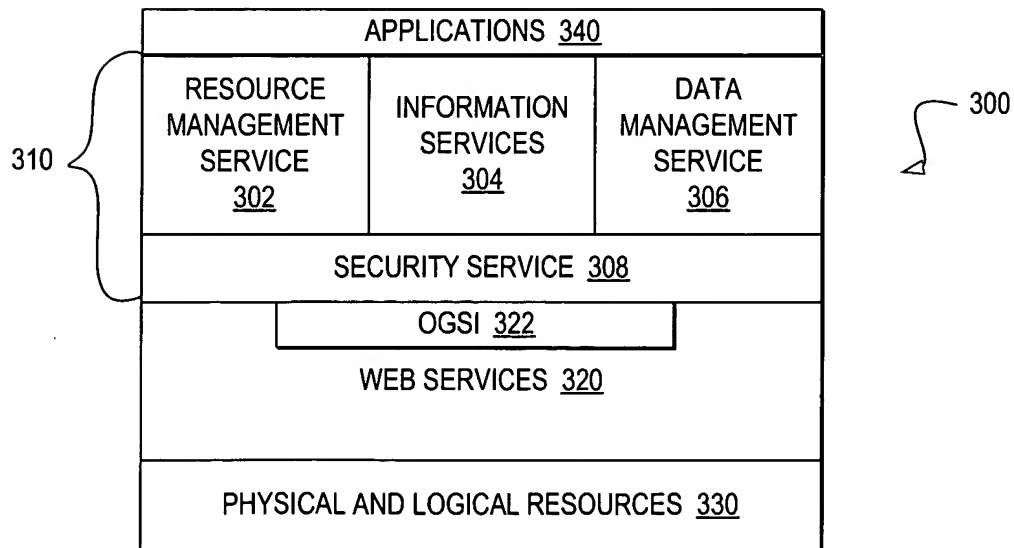 APPLICATIONS 340
RESOURCE
MANAGEMENT
SERVICE
302
INFORMATION
SERVICES
304
DATA
MANAGEMENT
SERVICE
306
300
310
SECURITY SERVICE 308
OGSI 322
WEB SERVICES 320
PHYSICAL AND LOGICAL RESOURCES 330